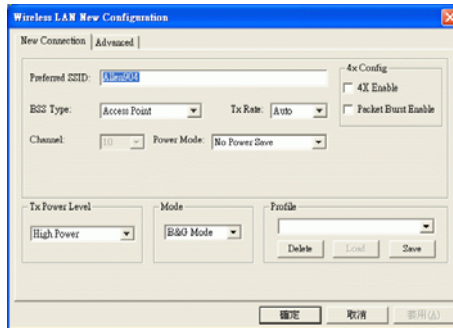 Wireless LAN New Configuration
New Connection
Advanced
Preferred SSID:
Allen904
4x Config
4X Enable
Packet Burst Enable
BSS Type:
Access Point
Tx Rate:
Auto
Channel:
10
Power Mode:
No Power Save
Tx Power Level
High Power
Mode
B&G Mode
Profile
Delete
Load
Save
確定
取消
套用(A)